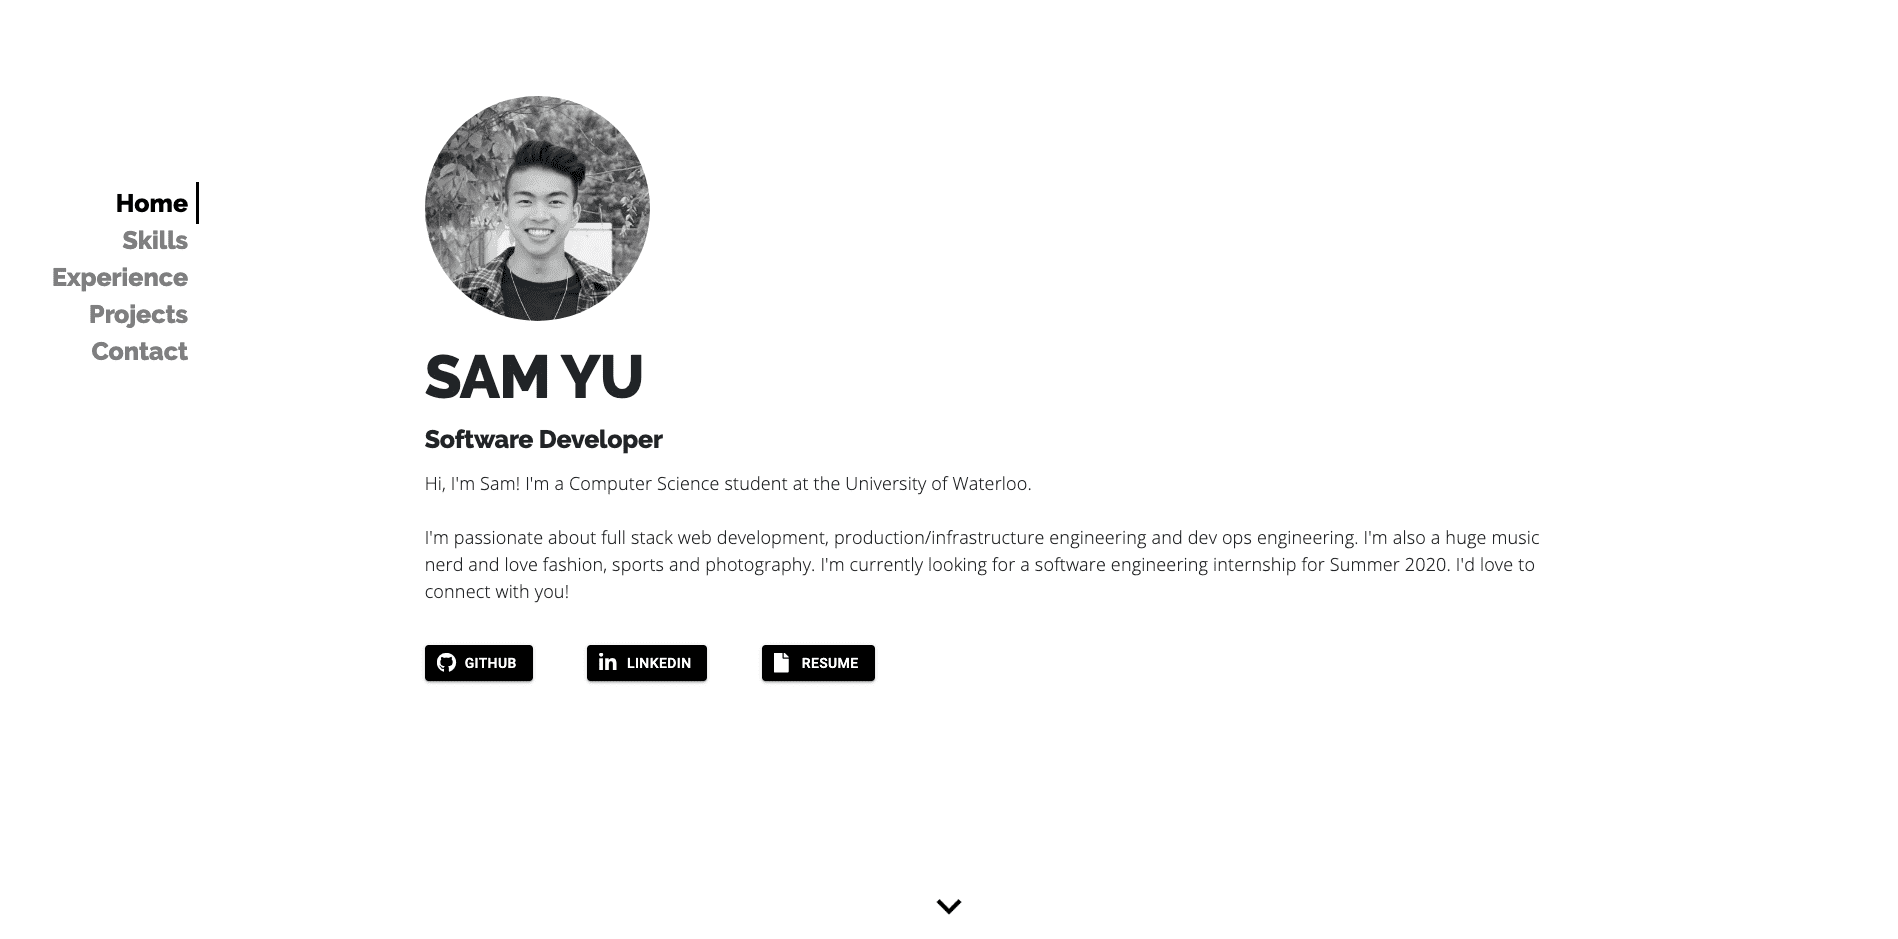 Home
Skills
Experience
Projects
Contact
SAM YU
Software Developer
Hi, I'm Sam! I'm a Computer Science student at the University of Waterloo.
I'm passionate about full stack web development, production/infrastructure engineering and dev ops engineering. I'm also a huge music
nerd and love fashion, sports and photography. I'm currently looking for a software engineering internship for Summer 2020. I'd love to
connect with you!
GITHUB
LINKEDIN
RESUME